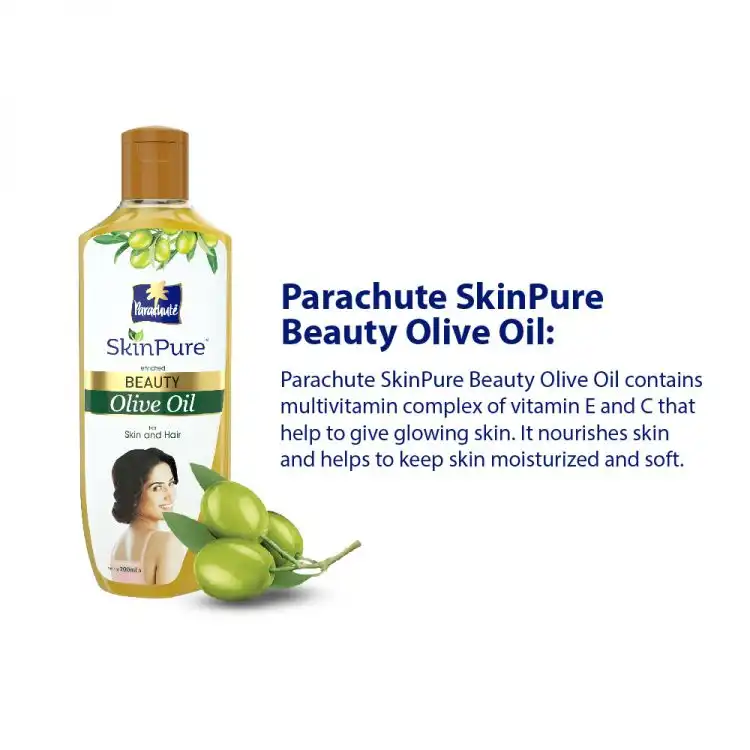 Parachute
SkinPure™
enriched
BEAUTY
Olive Oil
for
Skin and Hair
200ml
Parachute SkinPure
Beauty Olive Oil:
Parachute SkinPure Beauty Olive Oil contains
multivitamin complex of vitamin E and C that
help to give glowing skin. It nourishes skin
and helps to keep skin moisturized and soft.